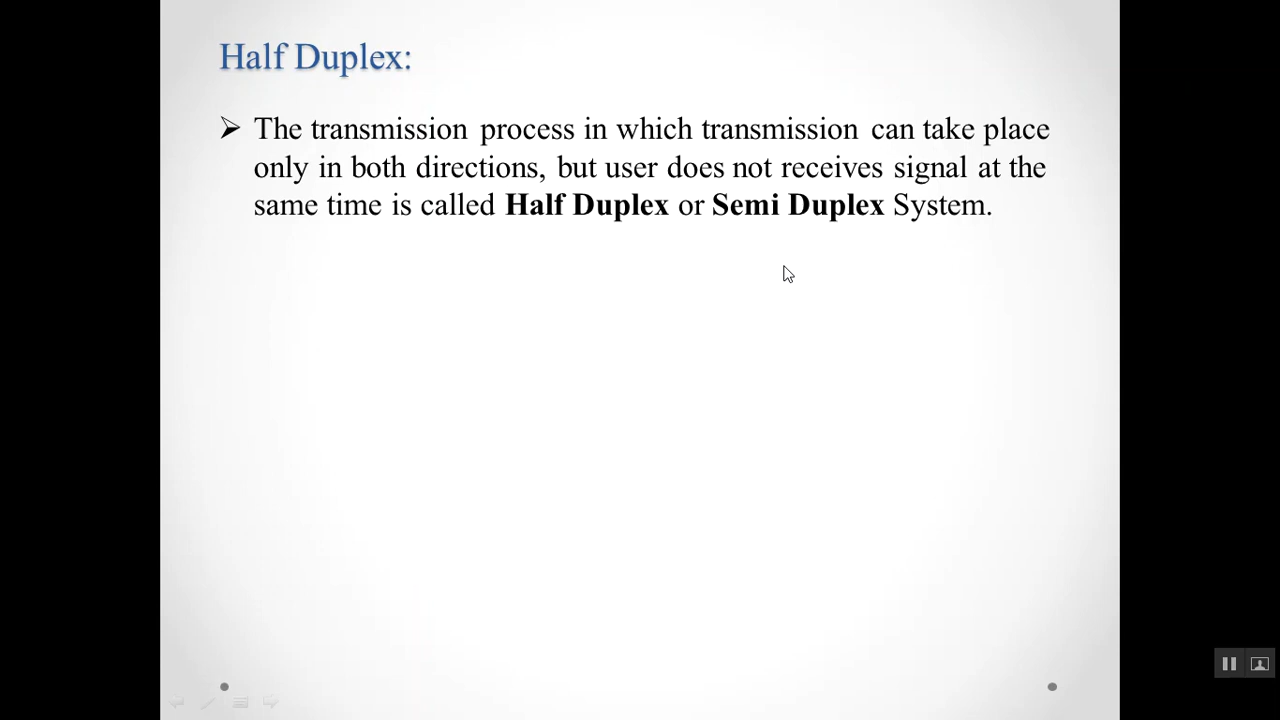 Half Duplex:
The transmission process in which transmission can take place
only in both directions, but user does not receives signal at the
same time is called Half Duplex or Semi Duplex System.